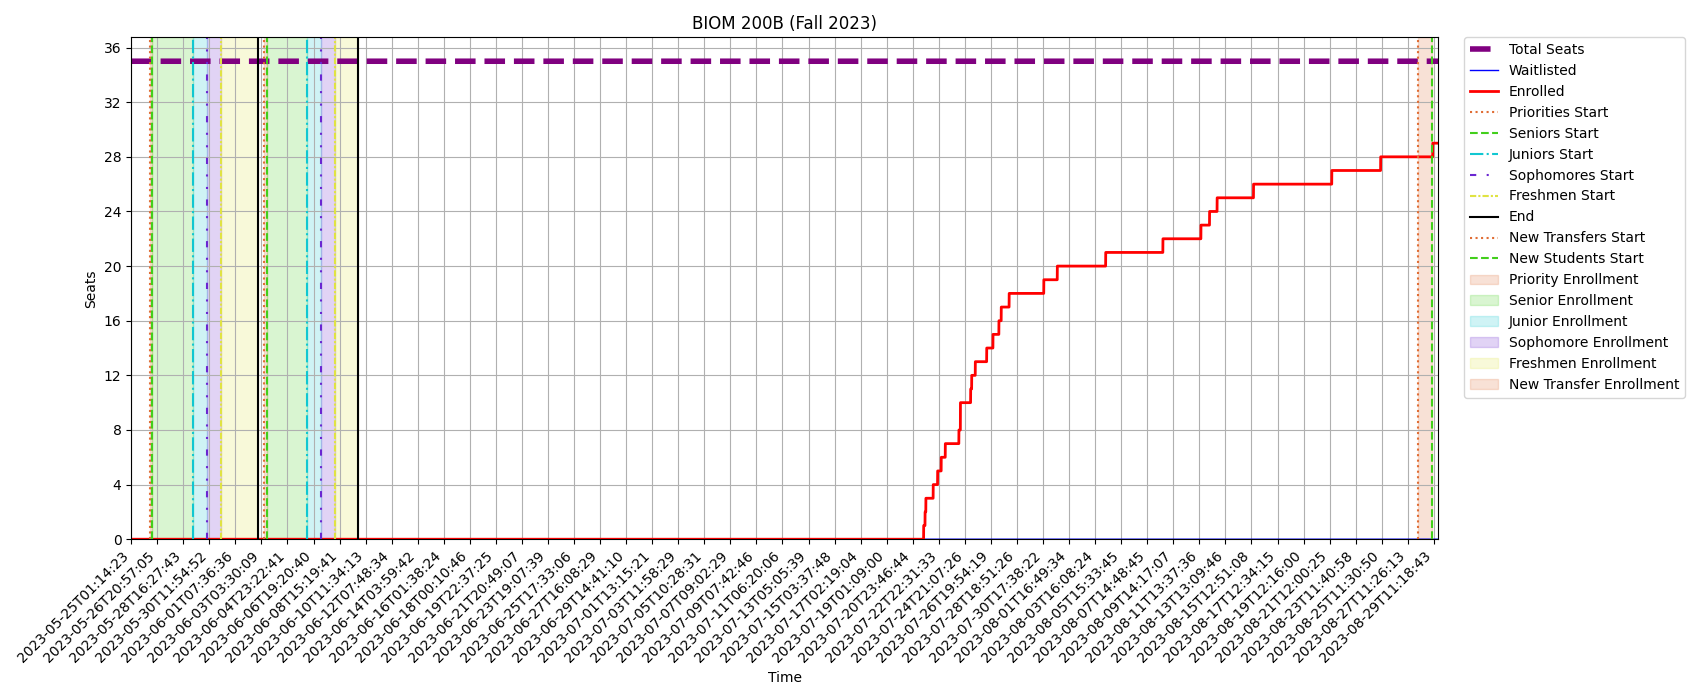 BIOM 200B (Fall 2023)
36
32
28
24
20
16
12
8
4
0
Seats
2023-05-25T01:14:23
2023-05-26T20:57:05
2023-05-28T16:27:43
2023-05-30T11:54:52
2023-06-01T07:36:36
2023-06-03T03:30:09
2023-06-04T23:22:41
2023-06-06T19:20:40
2023-06-08T15:19:41
2023-06-10T11:34:13
2023-06-12T07:48:34
2023-06-14T03:59:42
2023-06-16T01:38:24
2023-06-18T00:10:46
2023-06-19T22:37:25
2023-06-21T20:49:07
2023-06-23T19:07:39
2023-06-25T17:33:06
2023-06-27T16:08:29
2023-06-29T14:41:10
2023-07-01T13:15:21
2023-07-03T11:58:29
2023-07-05T10:28:31
2023-07-07T09:02:29
2023-07-09T07:42:46
2023-07-11T06:20:06
2023-07-13T05:05:39
2023-07-15T03:37:48
2023-07-17T02:19:04
2023-07-19T01:09:00
2023-07-20T23:46:44
2023-07-22T22:31:33
2023-07-24T21:07:26
2023-07-26T19:54:19
2023-07-28T18:51:26
2023-07-30T17:38:22
2023-08-01T16:49:34
2023-08-03T16:08:24
2023-08-05T15:33:45
2023-08-07T14:48:45
2023-08-09T14:17:07
2023-08-11T13:37:36
2023-08-13T13:09:46
2023-08-15T12:51:08
2023-08-17T12:34:15
2023-08-19T12:16:00
2023-08-21T12:00:25
2023-08-23T11:40:58
2023-08-25T11:30:50
2023-08-27T11:26:13
2023-08-29T11:18:43
Time
Total Seats
Waitlisted
Enrolled
Priorities Start
Seniors Start
Juniors Start
Sophomores Start
Freshmen Start
End
New Transfers Start
New Students Start
Priority Enrollment
Senior Enrollment
Junior Enrollment
Sophomore Enrollment
Freshmen Enrollment
New Transfer Enrollment